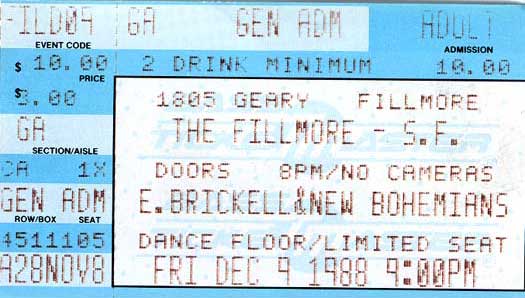 FILD09 GA GEN ADM ADULT
EVENT CODE ADMISSION
$ 10.00 2 DRINK MINIMUM 10.00
PRICE
$ 3.00
1805 GEARY FILLMORE
GA THE FILLMORE - S.F.
SECTION/AISLE
CA 1X DOORS 8PM/NO CAMERAS
GEN ADM E.BRICKELL&NEW BOHEMIANS
ROW/BOX SEAT
4511105 DANCE FLOOR/LIMITED SEAT
A28NOV8 FRI DEC 9 1988 9:00PM